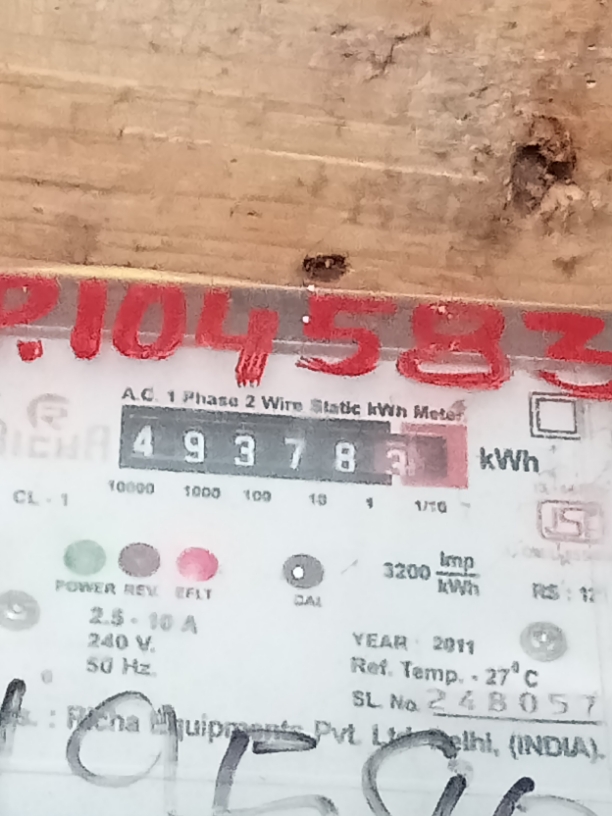 P.104583
A.C. 1 Phase 2 Wire Static kWh Meter
4 9 3 7 8 3 kWh
10000 1000 100 10 1 1/10
CL - 1
3200 Imp/kWh
POWER REV. EFLT
CAL
2.5 - 10 A
240 V.
50 Hz.
YEAR 2011
Ref. Temp. - 27°C
SL. No. 248057
Richa Equipments Pvt. Ltd. Delhi, (INDIA).